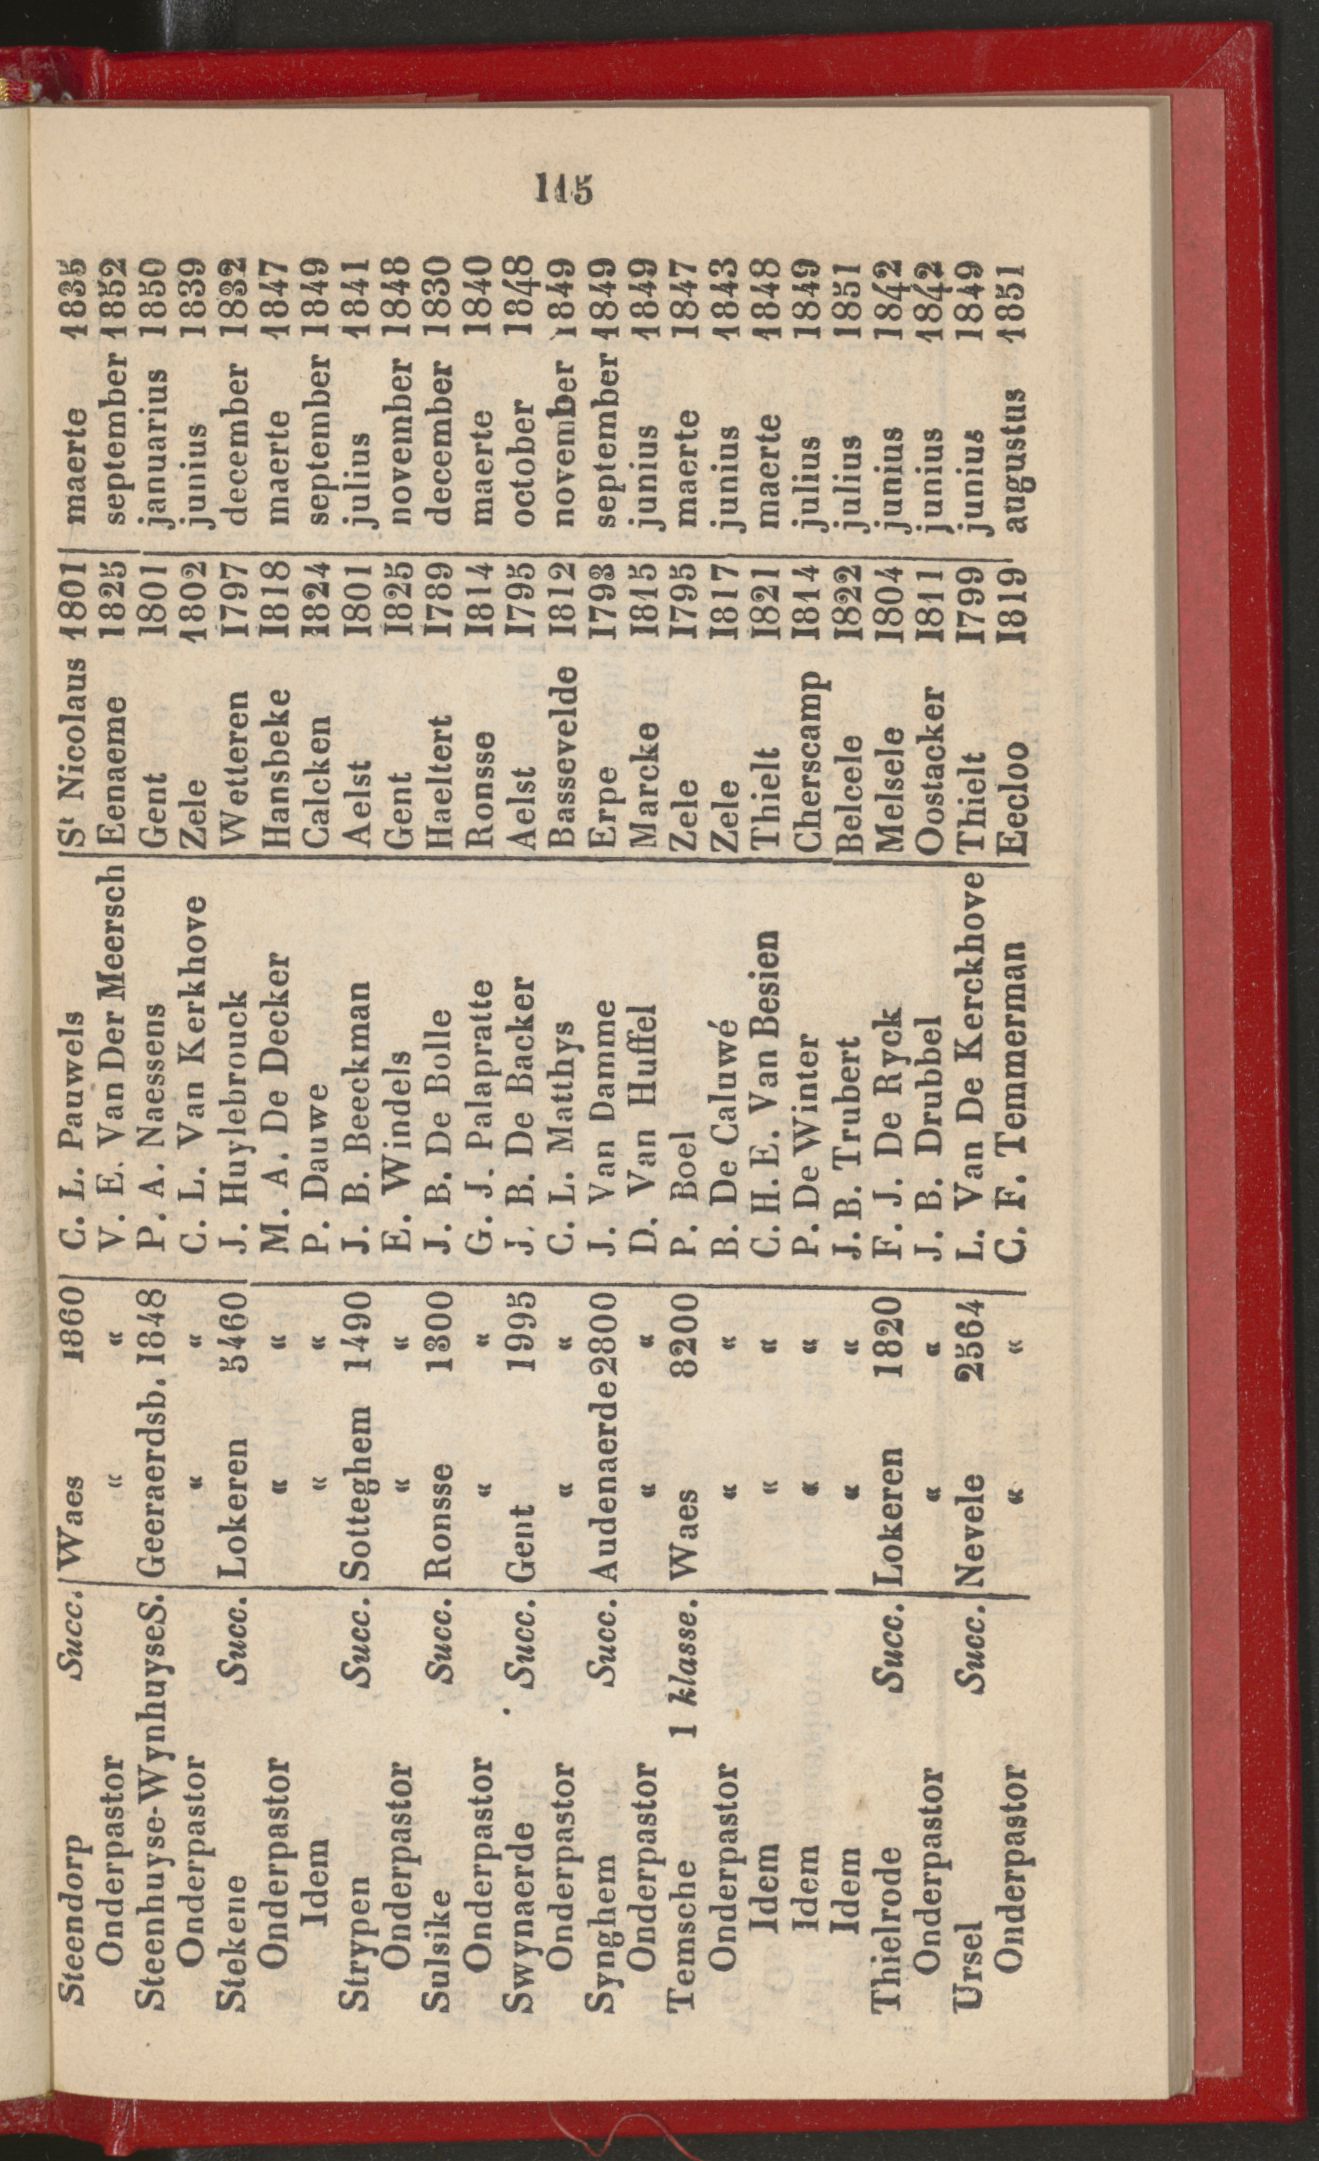 115
Steendorp Succ. Waes 1860 C. L. Pauwels St Nicolaus 1801 maerte 1835
Onderpastor « « V. E. Van Der Meersch Eenaeme 1825 september 1852
Steenhuyse-Wynhuyse S. Geeraerdsb. 1848 P. A. Naessens Gent 1801 januarius 1850
Onderpastor « « C. L. Van Kerkhove Zele 1802 junius 1839
Stekene Succ. Lokeren 5460 J. Huylebrouck Wetteren 1797 december 1832
Onderpastor « « M. A. De Decker Hansbeke 1818 maerte 1847
Idem « « P. Dauwe Calcken 1824 september 1849
Strypen Succ. Sotteghem 1490 J. B. Beeckman Aelst 1801 julius 1841
Onderpastor « « E. Windels Gent 1825 november 1848
Sulsike Succ. Ronsse 1300 J. B. De Bolle Haeltert 1789 december 1830
Onderpastor « « G. J. Palapratte Ronsse 1814 maerte 1840
Swynaerde Succ. Gent 1995 J. B. De Backer Aelst 1795 october 1848
Onderpastor « « C. L. Matthys Bassevelde 1812 november 1849
Synghem Succ. Audenaerde 2800 J. Van Damme Erpe 1793 september 1849
Onderpastor « « D. Van Huffel Marcke 1815 junius 1849
Temsche 1 klasse. Waes 8200 P. Boel Zele 1795 maerte 1847
Onderpastor « « B. De Caluwé Zele 1817 junius 1843
Idem « « C. H. E. Van Besien Thielt 1821 maerte 1848
Idem « « P. De Winter Cherscamp 1814 julius 1849
Idem « « J. B. Trubert Belcele 1822 julius 1851
Thielrode Succ. Lokeren 1820 F. J. De Ryck Melsele 1804 junius 1842
Onderpastor « « J. B. Drubbel Oostacker 1811 junius 1842
Ursel Succ. Nevele 2564 L. Van De Kerckhove Thielt 1799 junius 1849
Onderpastor « « C. F. Temmerman Eecloo 1819 augustus 1851